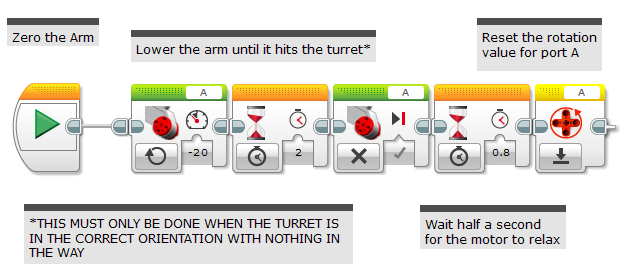 Zero the Arm
Lower the arm until it hits the turret*
Reset the rotation
value for port A
A
A
A
-20
2
0.8
*THIS MUST ONLY BE DONE WHEN THE TURRET IS
IN THE CORRECT ORIENTATION WITH NOTHING IN
THE WAY
Wait half a second
for the motor to relax